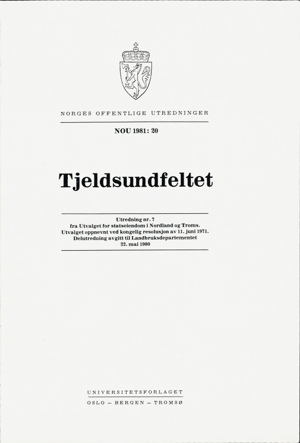 NORGES OFFENTLIGE UTREDNINGER
NOU 1981: 20
Tjeldsundfeltet
Utredning nr. 7
fra Utvalget for statseiendom i Nordland og Troms.
Utvalget oppnevnt ved kongelig resolusjon av 11. juni 1971.
Delutredning avgitt til Landbruksdepartementet
22. mai 1980
UNIVERSITETSFORLAGET
OSLO – BERGEN – TROMSØ